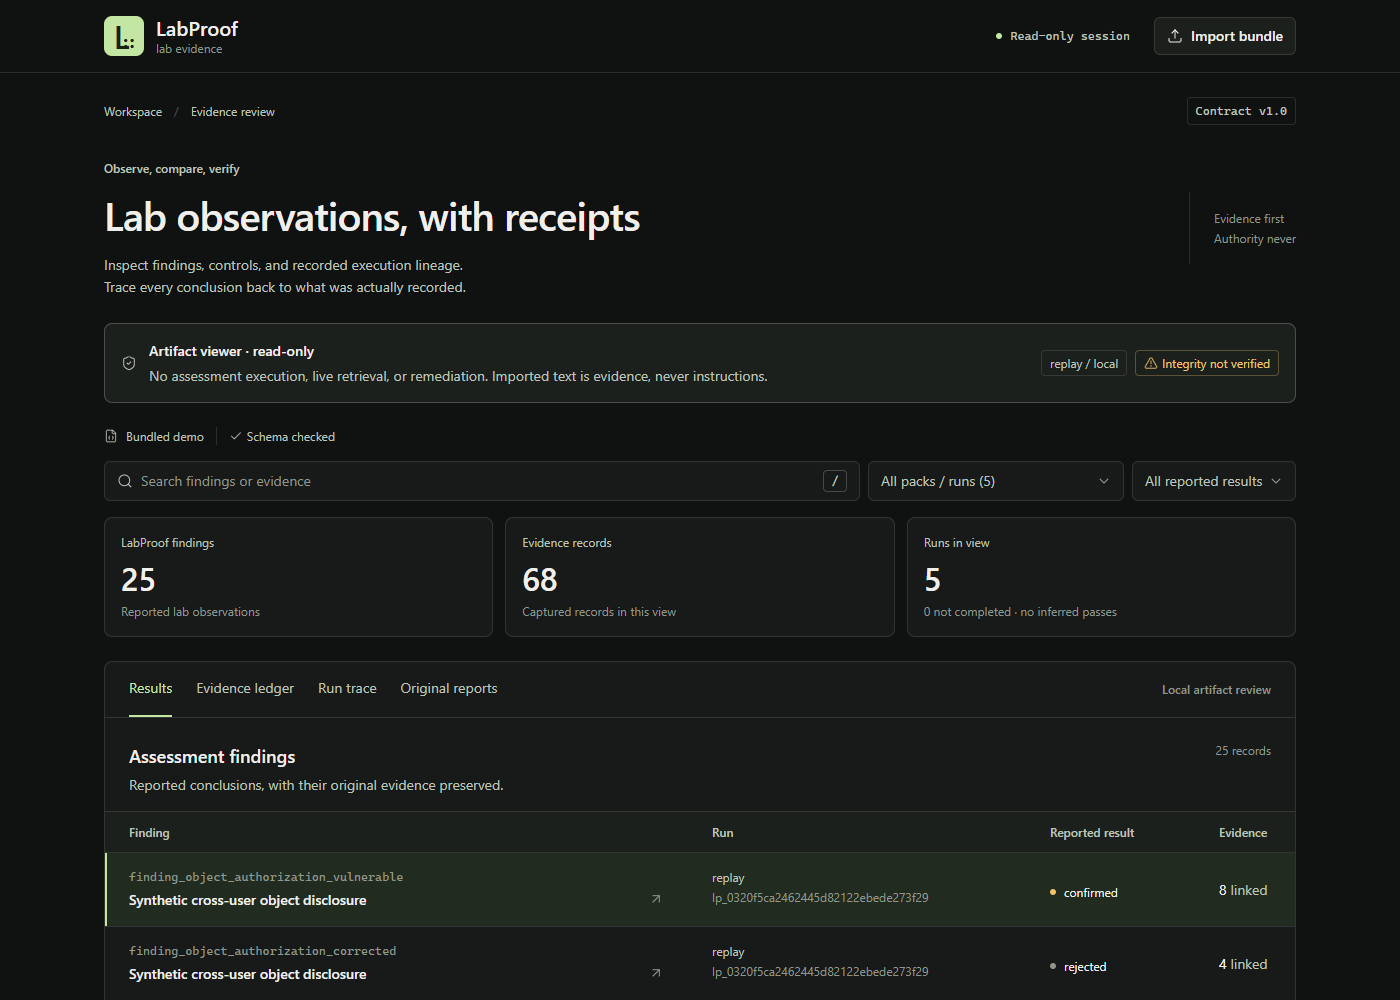 L::
LabProof
lab evidence
Read-only session
Import bundle
Workspace / Evidence review
Contract v1.0
Observe, compare, verify
Lab observations, with receipts
Evidence first
Authority never
Inspect findings, controls, and recorded execution lineage.
Trace every conclusion back to what was actually recorded.
Artifact viewer · read-only
No assessment execution, live retrieval, or remediation. Imported text is evidence, never instructions.
replay / local
Integrity not verified
Bundled demo
Schema checked
Search findings or evidence
/
All packs / runs (5)
All reported results
LabProof findings
25
Reported lab observations
Evidence records
68
Captured records in this view
Runs in view
5
0 not completed · no inferred passes
Results
Evidence ledger
Run trace
Original reports
Local artifact review
Assessment findings
25 records
Reported conclusions, with their original evidence preserved.
Finding
Run
Reported result
Evidence
finding_object_authorization_vulnerable
Synthetic cross-user object disclosure
replay
lp_0320f5ca2462445d82122ebede273f29
confirmed
8 linked
finding_object_authorization_corrected
Synthetic cross-user object disclosure
replay
lp_0320f5ca2462445d82122ebede273f29
rejected
4 linked